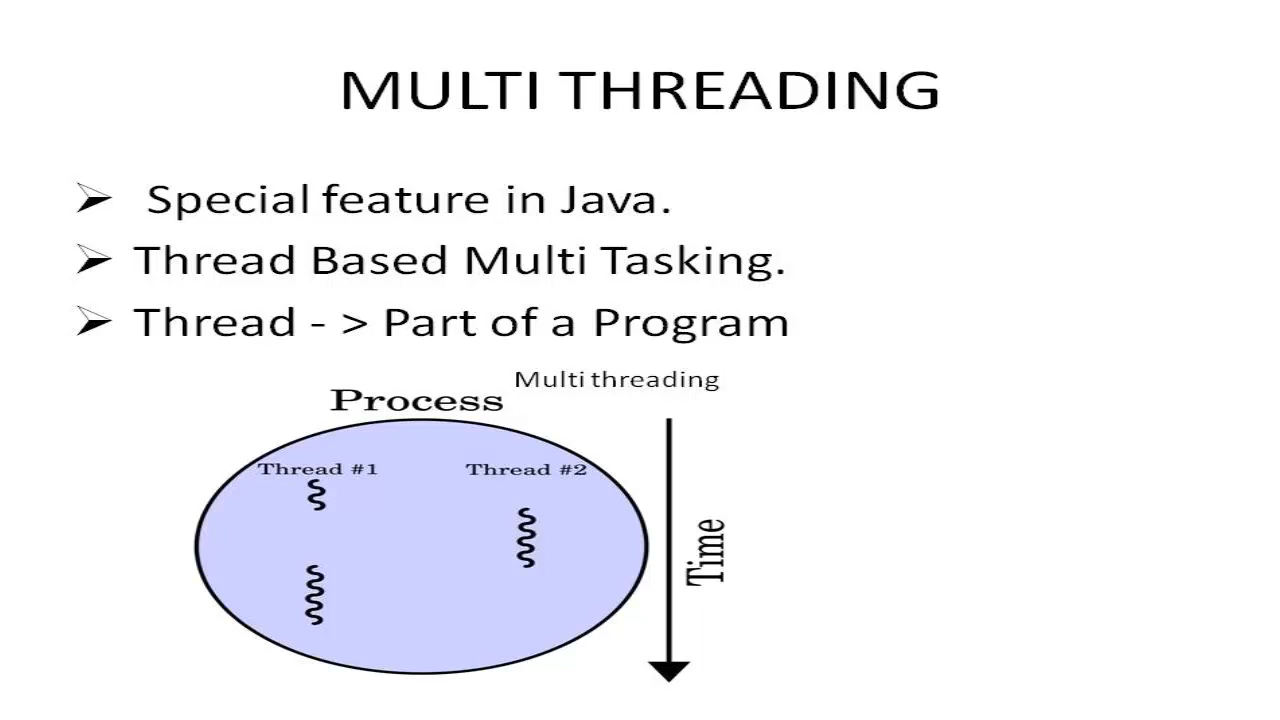 MULTI THREADING
Special feature in Java.
Thread Based Multi Tasking.
Thread - > Part of a Program
Multi threading
Process
Thread #1
Thread #2
Time